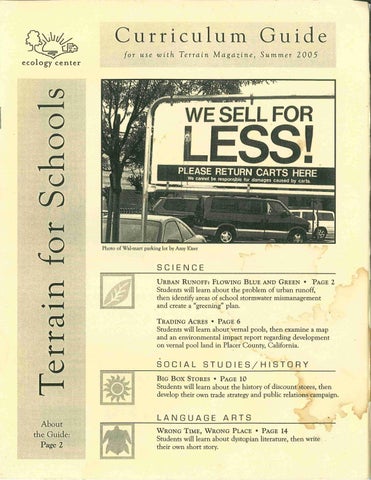 ecology center
Curriculum Guide
for use with Terrain Magazine, Summer 2005
Terrain for Schools
WE SELL FOR
LESS!
PLEASE RETURN CARTS HERE
We cannot be responsible for damages caused by carts
Photo of Wal-mart parking lot by Amy Kiser
SCIENCE
URBAN RUNOFF: FLOWING BLUE AND GREEN • PAGE 2
Students will learn about the problem of urban runoff,
then identify areas of school stormwater mismanagement
and create a "greening" plan.
TRADING ACRES • PAGE 6
Students will learn about vernal pools, then examine a map
and an environmental impact report regarding development
on vernal pool land in Placer County, California.
SOCIAL STUDIES/HISTORY
BIG BOX STORES • PAGE 10
Students will learn about the history of discount stores, then
develop their own trade strategy and public relations campaign.
LANGUAGE ARTS
WRONG TIME, WRONG PLACE • PAGE 14
Students will learn about dystopian literature, then write
their own short story.
About
the Guide:
Page 2